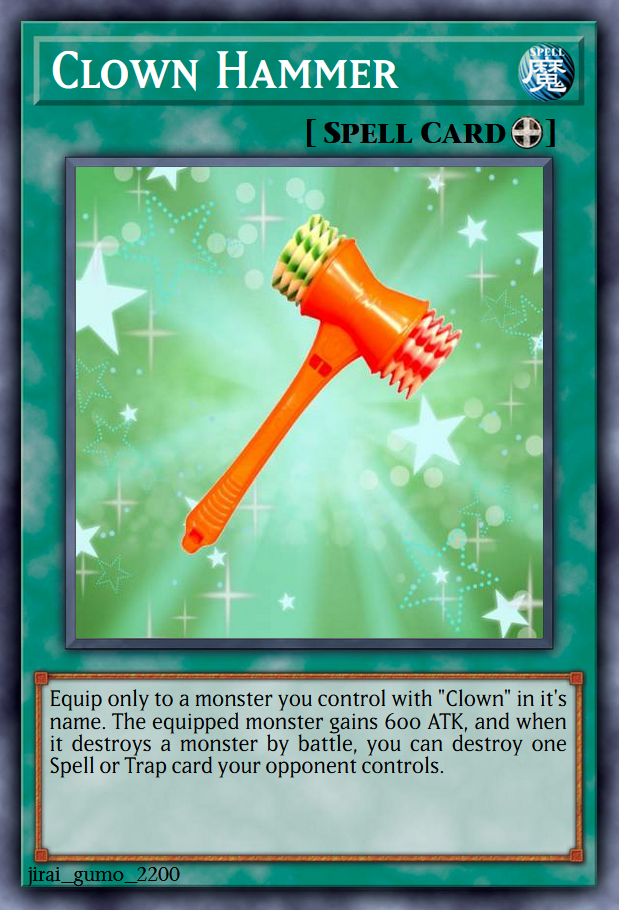 Clown Hammer
SPELL
魔
[ Spell Card ]
Equip only to a monster you control with "Clown" in it's
name. The equipped monster gains 600 ATK, and when
it destroys a monster by battle, you can destroy one
Spell or Trap card your opponent controls.
jirai_gumo_2200